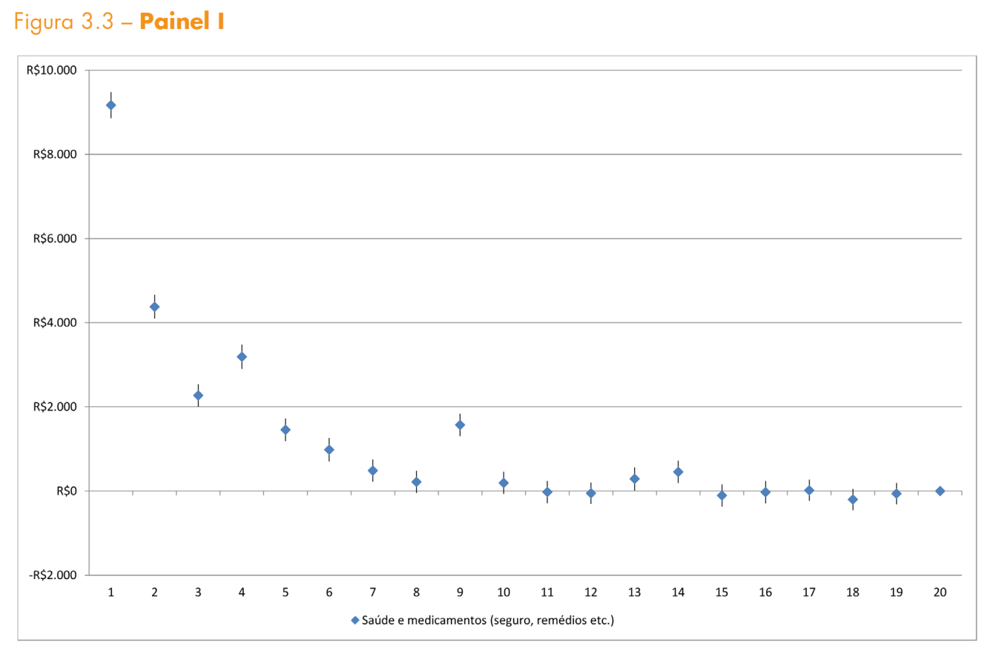 Figura 3.3 – Painel I
R$10.000
R$8.000
R$6.000
R$4.000
R$2.000
R$0
-R$2.000
1 2 3 4 5 6 7 8 9 10 11 12 13 14 15 16 17 18 19 20
Saúde e medicamentos (seguro, remédios etc.)